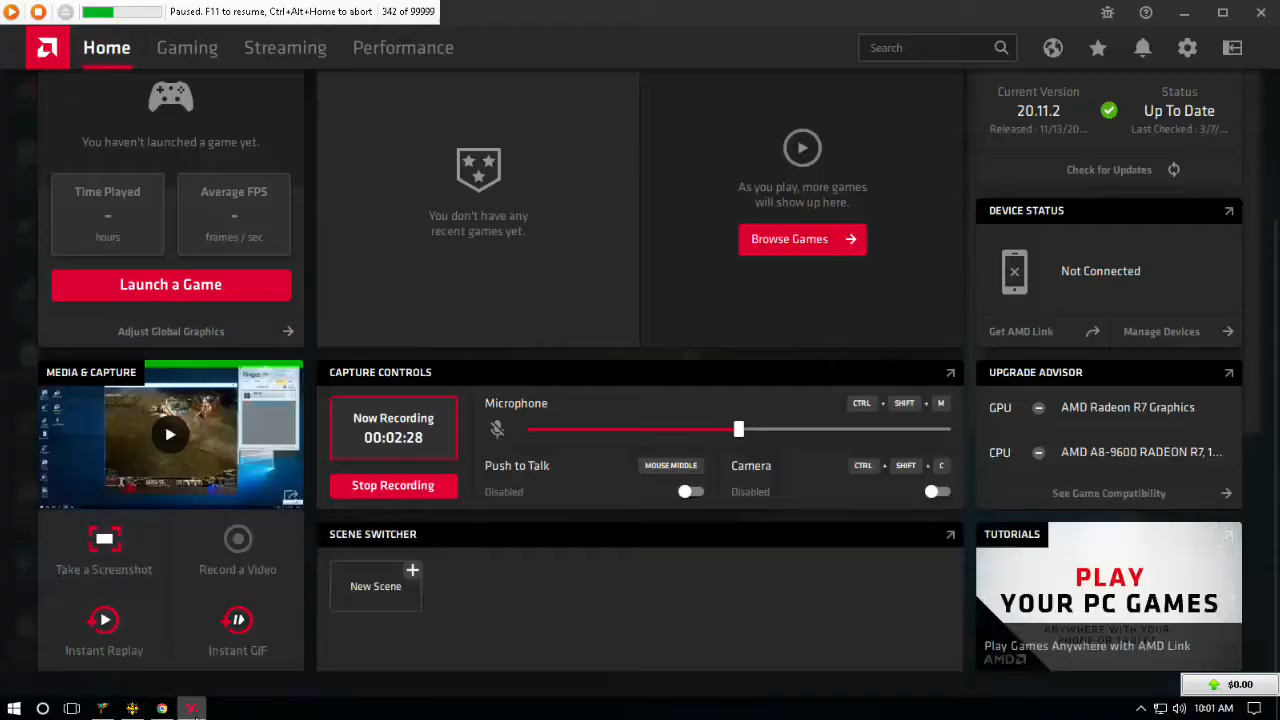 Paused. F11 to resume, Ctrl+Alt+Home to abort 342 of 99999
Home Gaming Streaming Performance
Search
You haven't launched a game yet.
Time Played
-
hours
Average FPS
-
frames / sec
Launch a Game
Adjust Global Graphics
You don't have any
recent games yet.
As you play, more games
will show up here.
Browse Games
Current Version
20.11.2
Released : 11/13/20...
Status
Up To Date
Last Checked : 3/7/...
Check for Updates
DEVICE STATUS
Not Connected
Get AMD Link
Manage Devices
MEDIA & CAPTURE
Take a Screenshot
Record a Video
Instant Replay
Instant GIF
CAPTURE CONTROLS
Now Recording
00:02:28
Stop Recording
Microphone
CTRL + SHIFT + M
Push to Talk
MOUSE MIDDLE
Disabled
Camera
CTRL + SHIFT + C
Disabled
SCENE SWITCHER
New Scene
UPGRADE ADVISOR
GPU AMD Radeon R7 Graphics
CPU AMD A8-9600 RADEON R7, 1...
See Game Compatibility
TUTORIALS
PLAY
YOUR PC GAMES
ANYWHERE WITH YOUR
PHONE OR TABLET
Play Games Anywhere with AMD Link
AMD
$0.00
10:01 AM